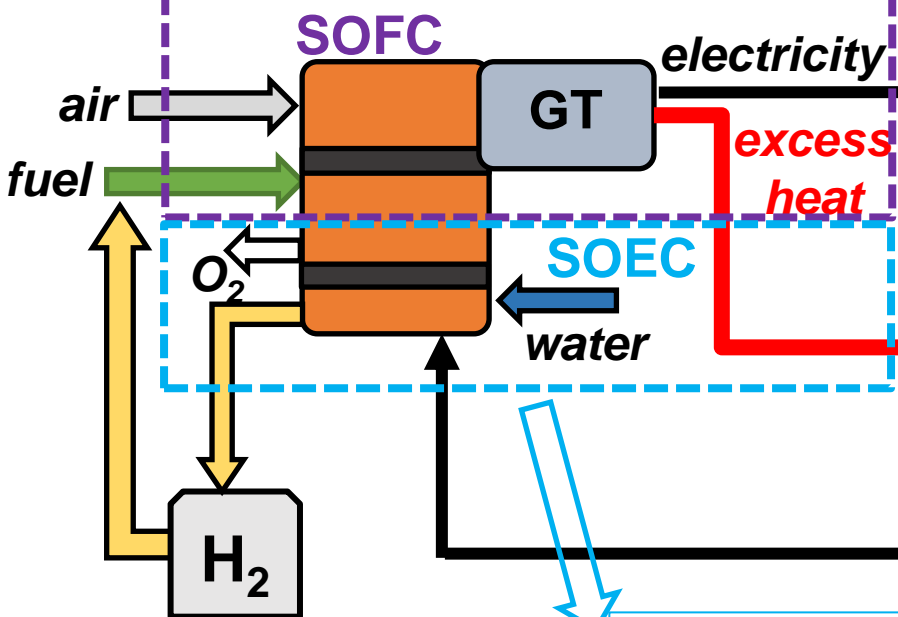 SOFC
electricity
air
GT
excess
heat
fuel
SOEC
O₂
water
H₂